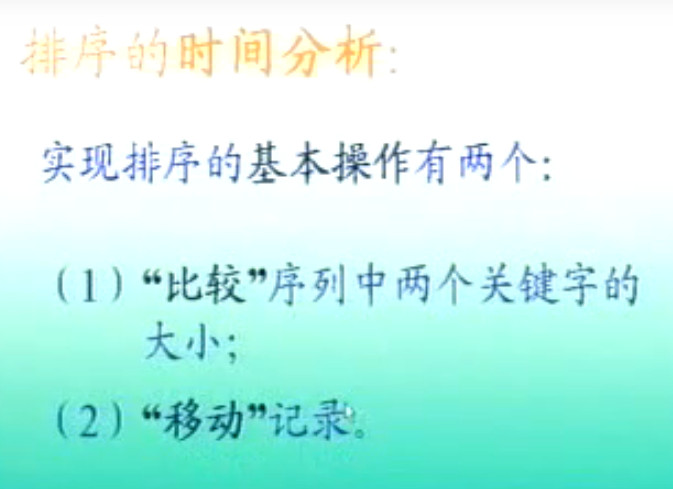 排序的时间分析:
实现排序的基本操作有两个:
(1)“比较”序列中两个关键字的
大小;
(2)“移动”记录。